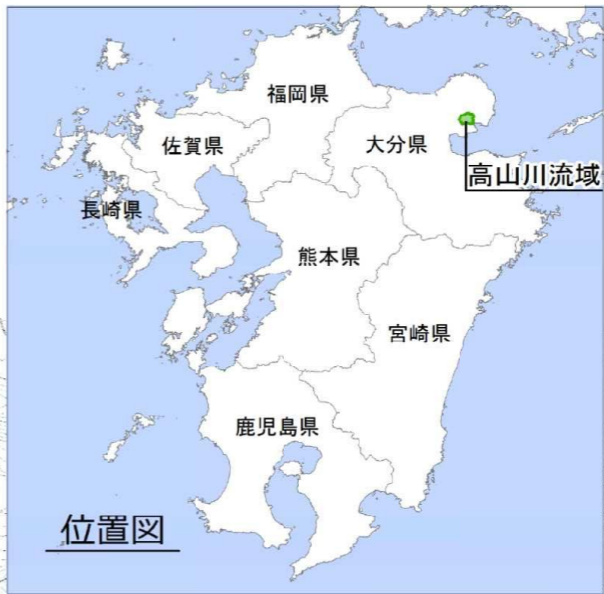 福岡県
佐賀県
大分県
高山川流域
長崎県
熊本県
宮崎県
鹿児島県
位置図